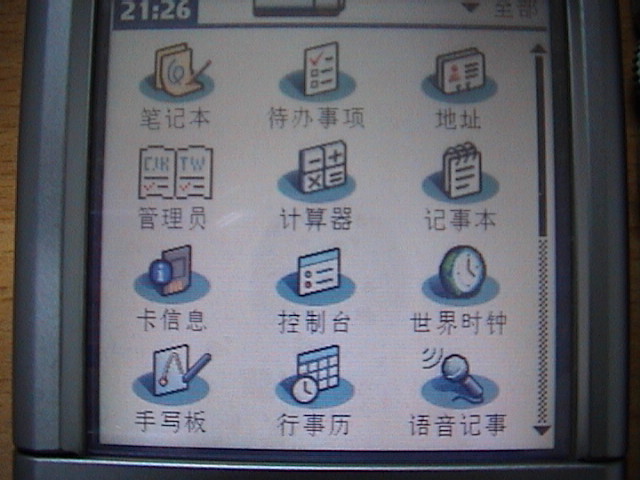 21:26 全部
笔记本 待办事项 地址
CJK TW
管理员 计算器 记事本
卡信息 控制台 世界时钟
手写板 行事历 语音记事